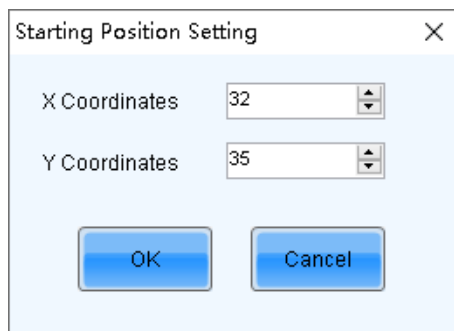 Starting Position Setting
X Coordinates 32
Y Coordinates 35
OK Cancel